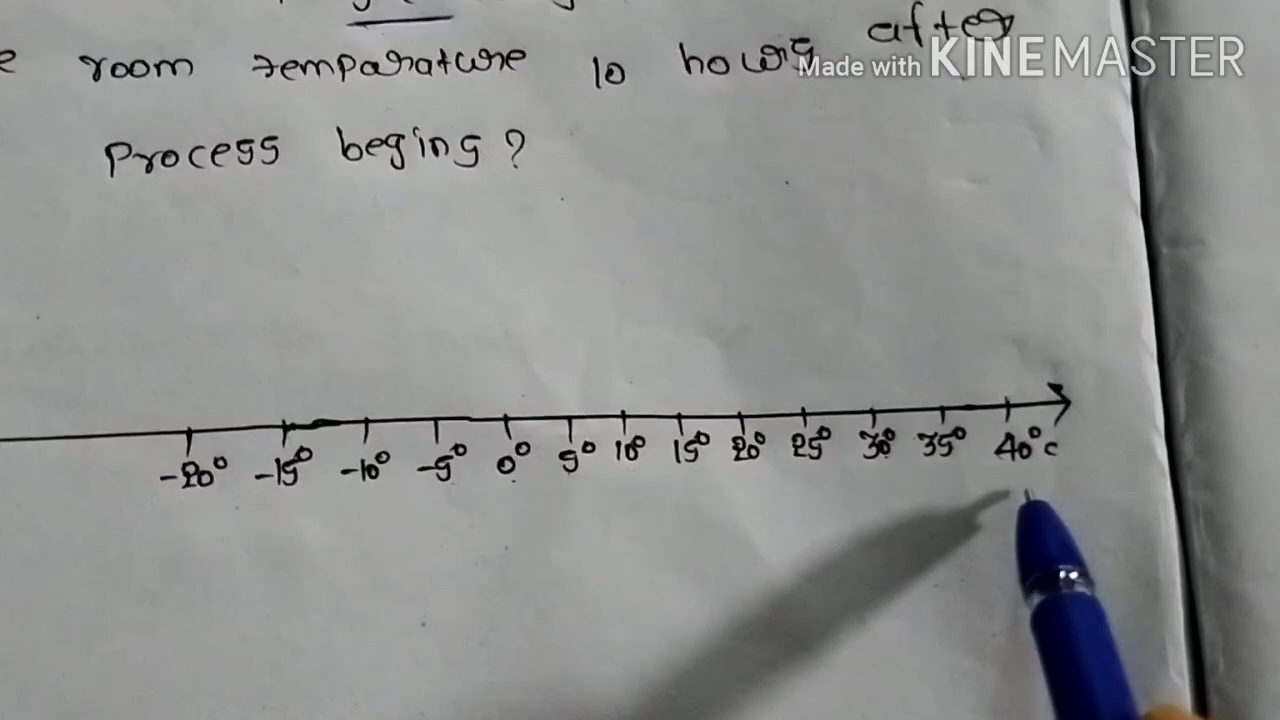 after
room temparature 10 hours
Made with KINEMASTER
Process begins?
-20° -15° -10° -5° 0° 5° 10° 15° 20° 25° 30° 35° 40°c